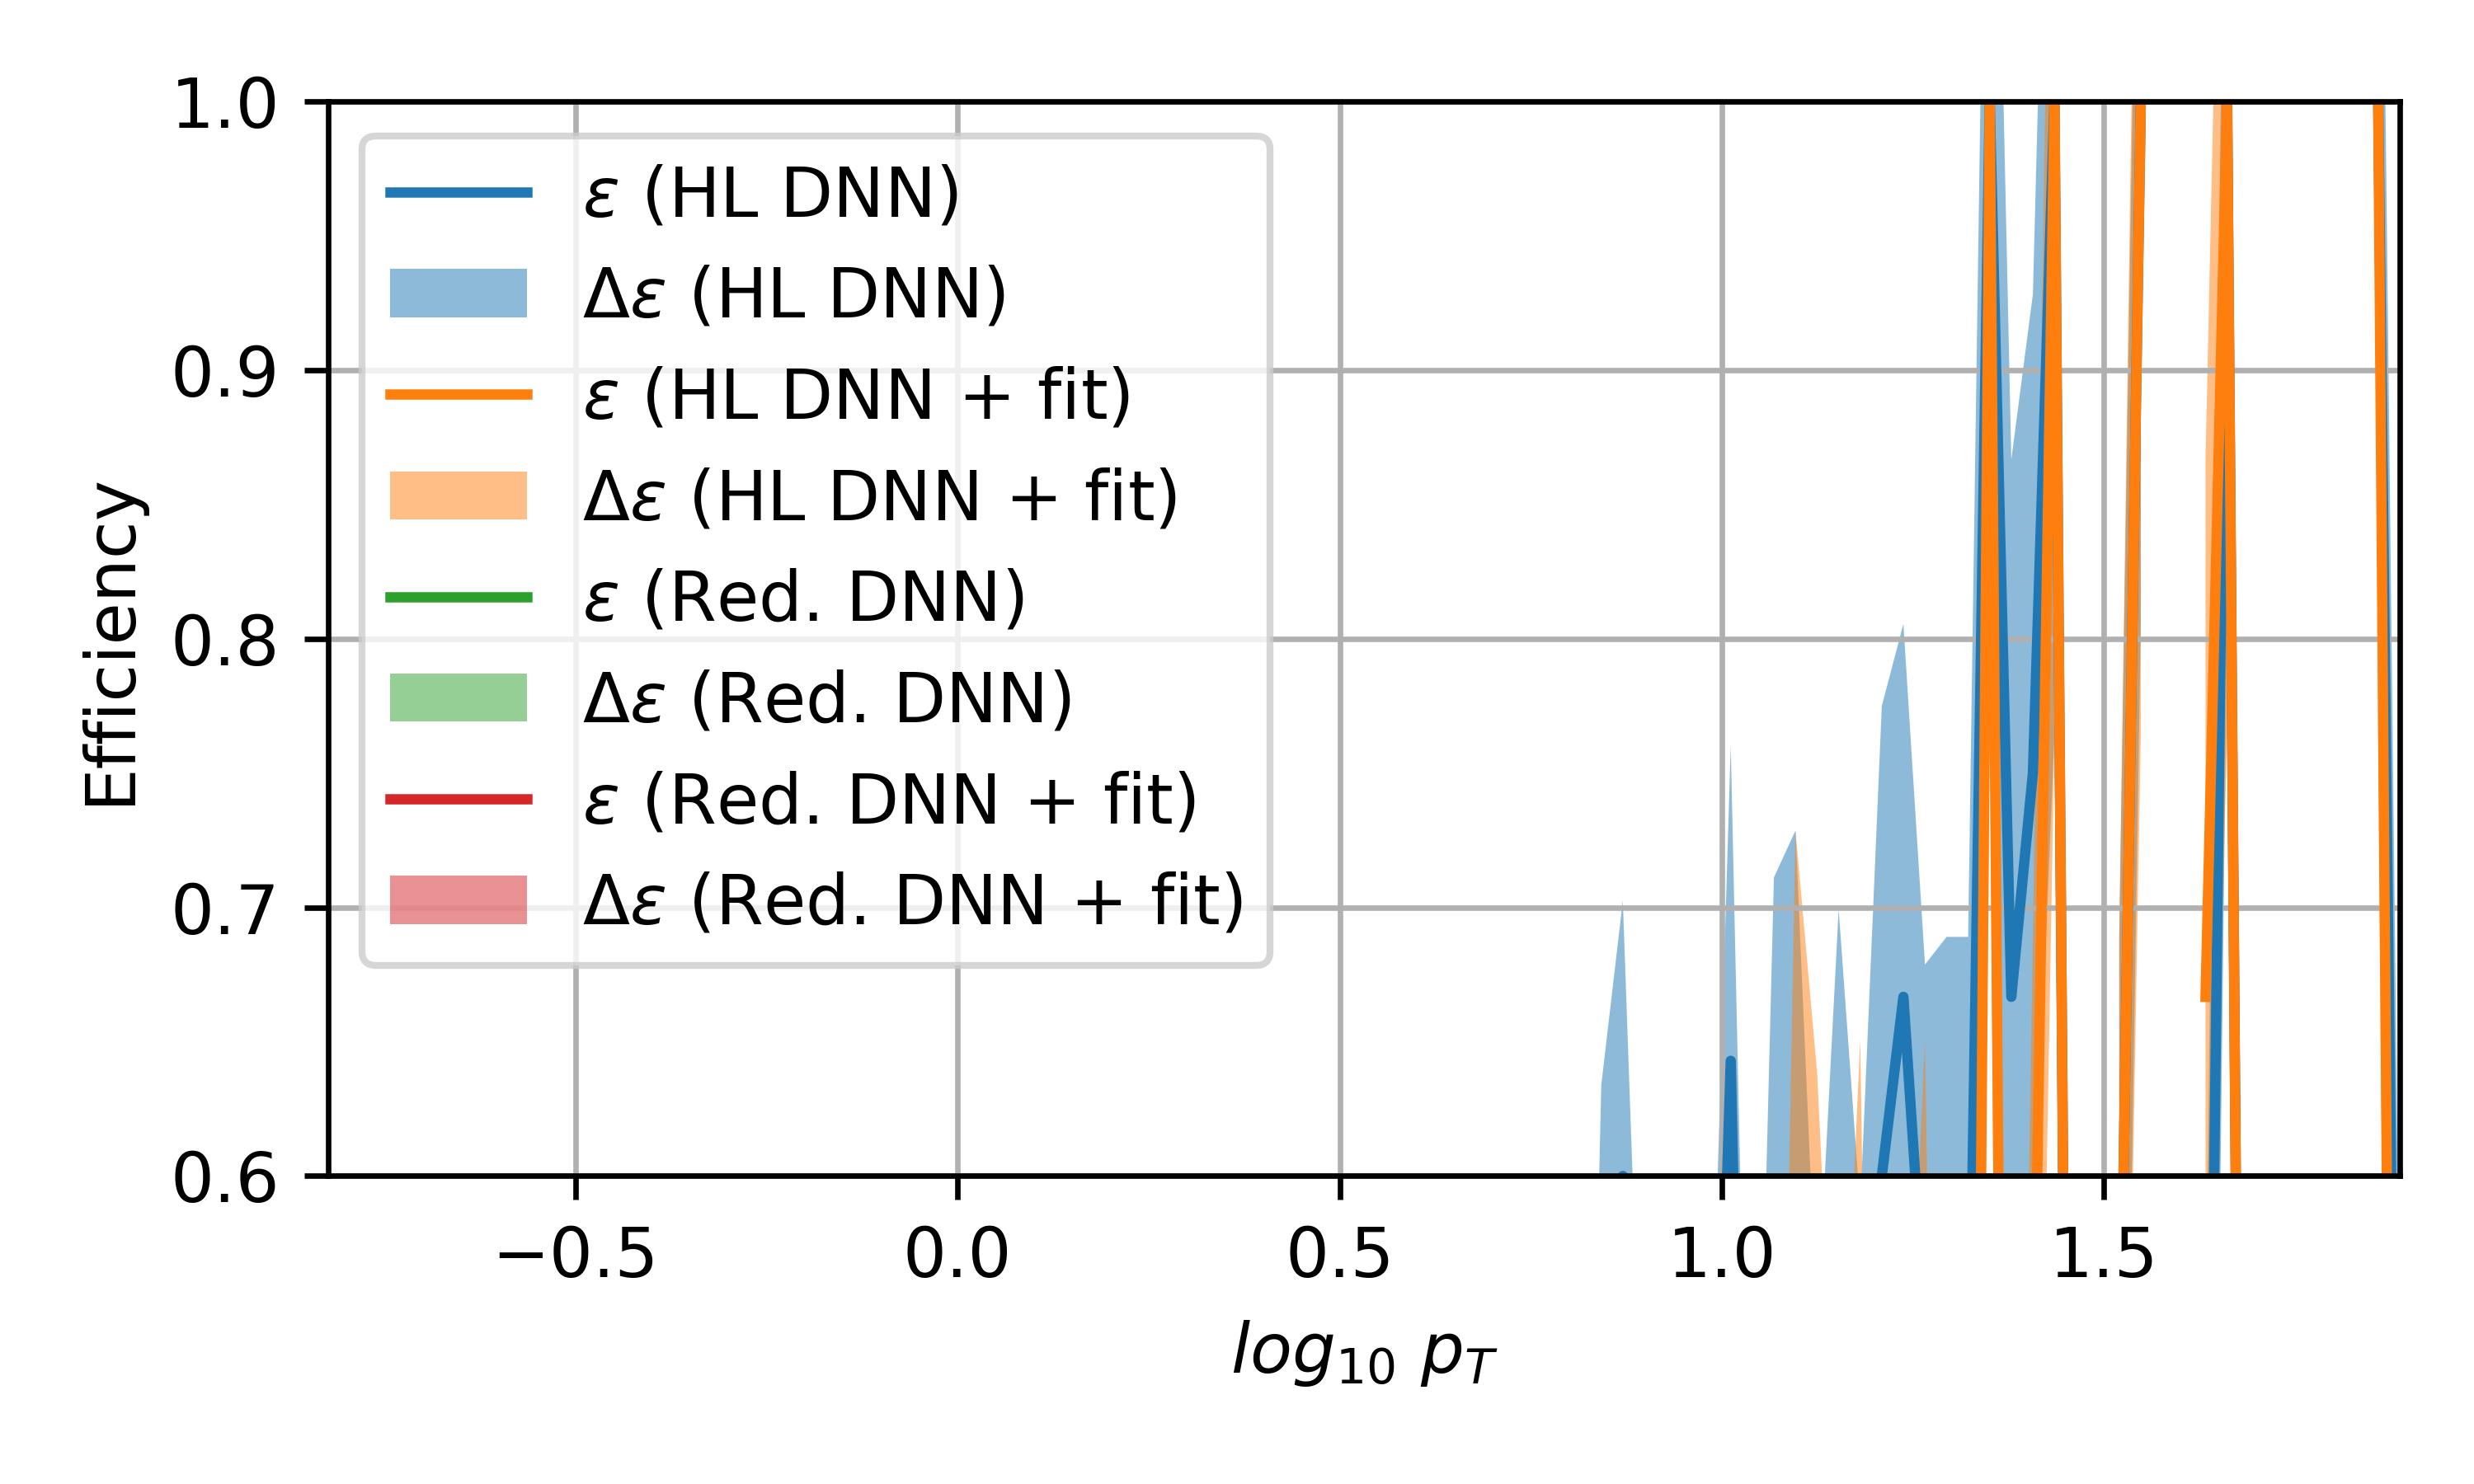 1.0
0.9
0.8
0.7
0.6
Efficiency
ε (HL DNN)
Δε (HL DNN)
ε (HL DNN + fit)
Δε (HL DNN + fit)
ε (Red. DNN)
Δε (Red. DNN)
ε (Red. DNN + fit)
Δε (Red. DNN + fit)
−0.5 0.0 0.5 1.0 1.5
log₁₀ p_T